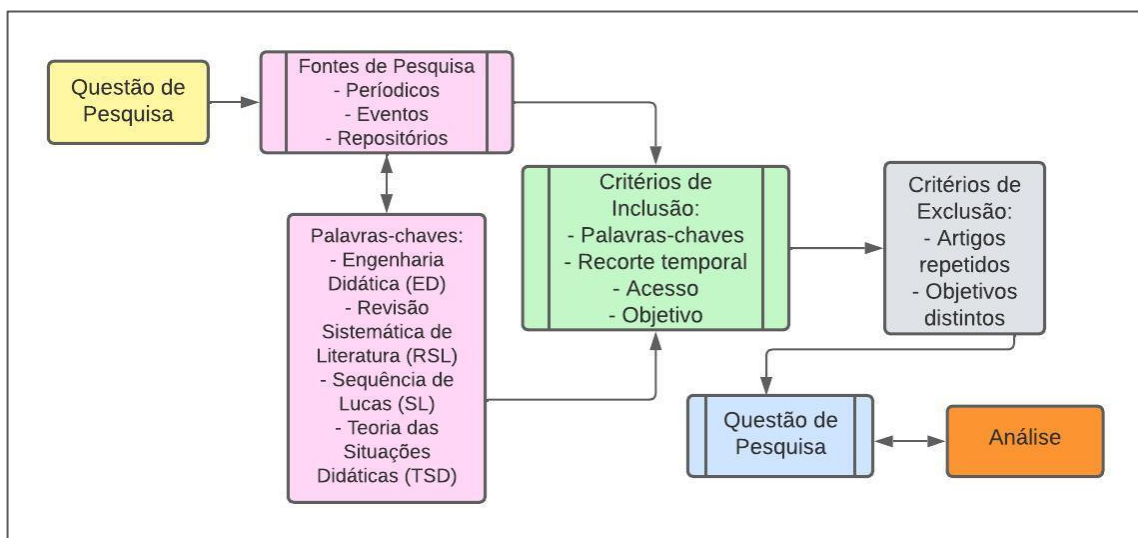 Questão de
Pesquisa
Fontes de Pesquisa
- Períodicos
- Eventos
- Repositórios
Palavras-chaves:
- Engenharia
Didática (ED)
- Revisão
Sistemática de
Literatura (RSL)
- Sequência de
Lucas (SL)
- Teoria das
Situações
Didáticas (TSD)
Critérios de
Inclusão:
- Palavras-chaves
- Recorte temporal
- Acesso
- Objetivo
Critérios de
Exclusão:
- Artigos
repetidos
- Objetivos
distintos
Questão de
Pesquisa
Análise